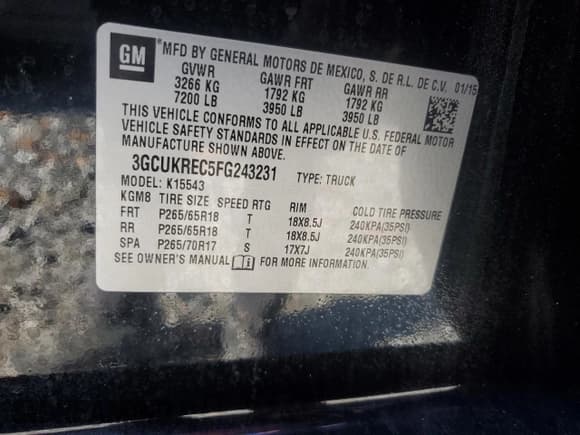 GM
MFD BY GENERAL MOTORS DE MEXICO, S. DE R.L. DE C.V. 01/15
GVWR GAWR FRT GAWR RR
3266 KG 1792 KG 1792 KG
7200 LB 3950 LB 3950 LB
THIS VEHICLE CONFORMS TO ALL APPLICABLE U.S. FEDERAL MOTOR
VEHICLE SAFETY STANDARDS IN EFFECT ON THE DATE OF
MANUFACTURE SHOWN ABOVE.
3GCUKREC5FG243231 TYPE: TRUCK
MODEL: K15543
KGM8 TIRE SIZE SPEED RTG RIM COLD TIRE PRESSURE
FRT P265/65R18 T 18X8.5J 240KPA(35PSI)
RR P265/65R18 T 18X8.5J 240KPA(35PSI)
SPA P265/70R17 S 17X7J 240KPA(35PSI)
SEE OWNER'S MANUAL FOR MORE INFORMATION.